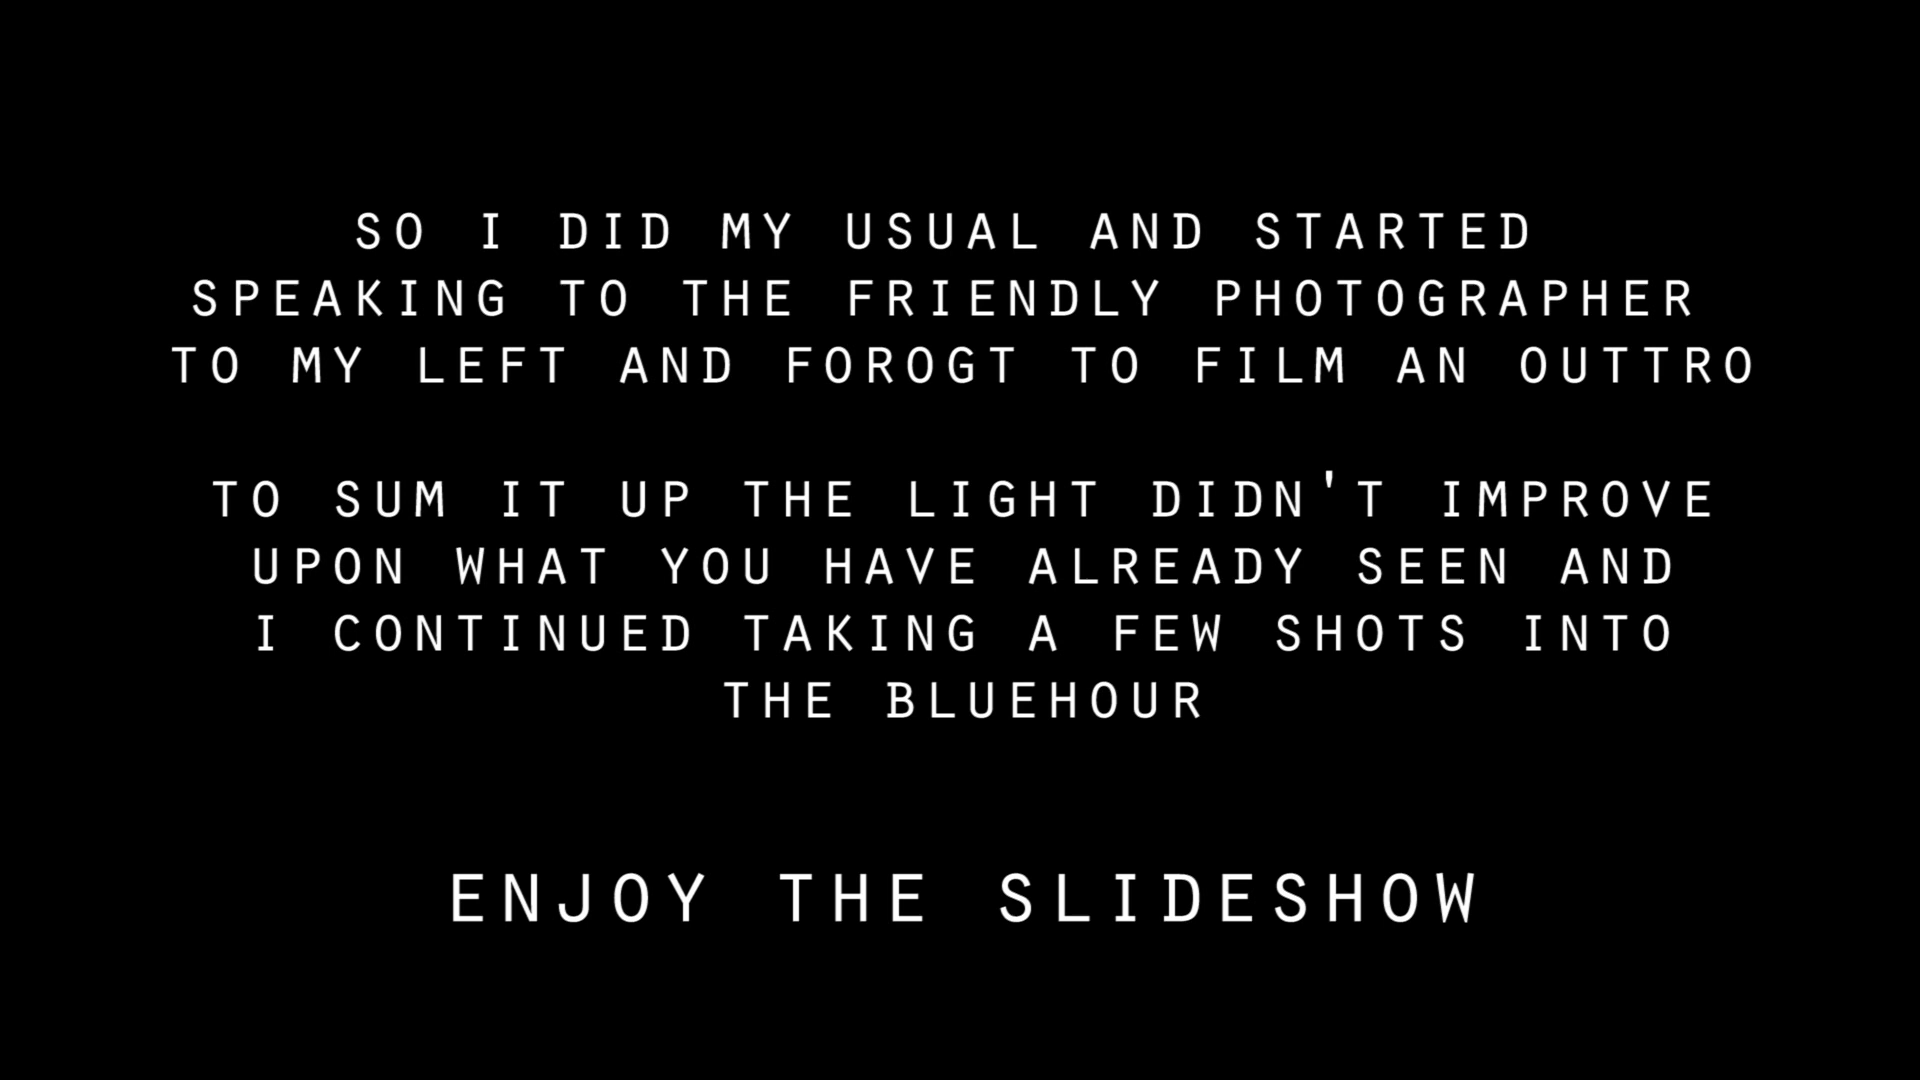 SO I DID MY USUAL AND STARTED
SPEAKING TO THE FRIENDLY PHOTOGRAPHER
TO MY LEFT AND FOROGT TO FILM AN OUTTRO
TO SUM IT UP THE LIGHT DIDN'T IMPROVE
UPON WHAT YOU HAVE ALREADY SEEN AND
I CONTINUED TAKING A FEW SHOTS INTO
THE BLUEHOUR
ENJOY THE SLIDESHOW